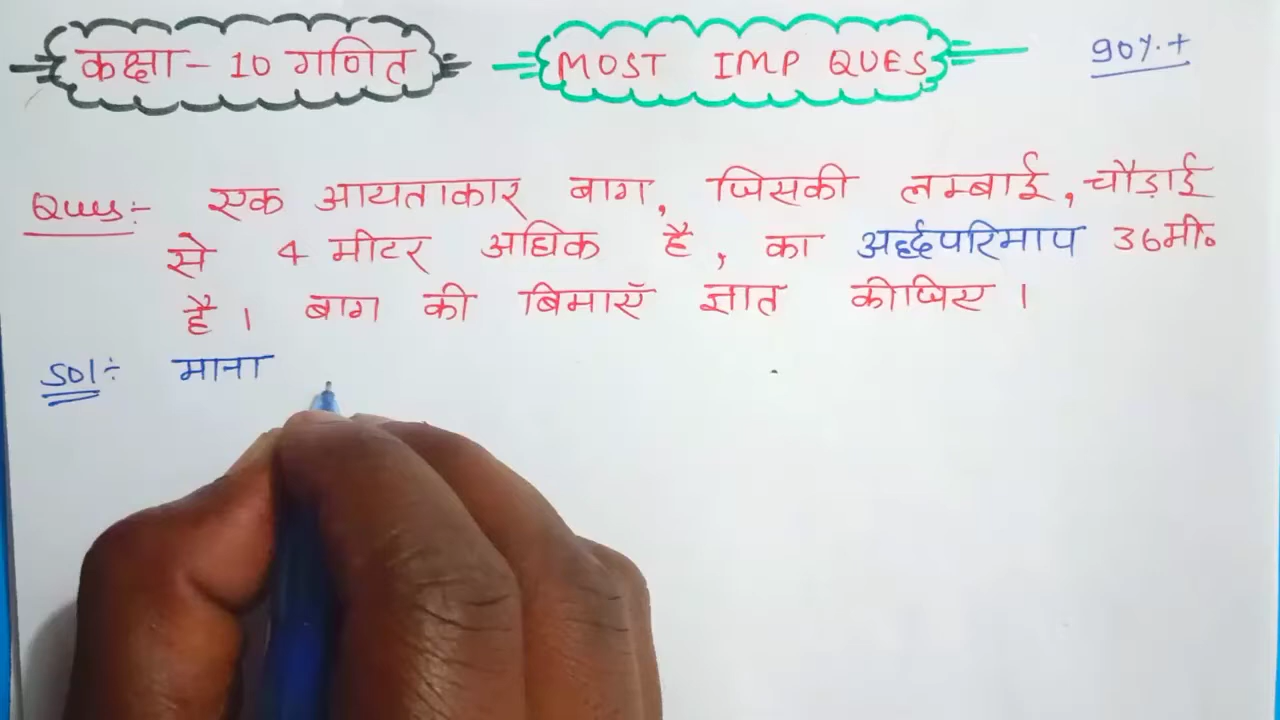 कक्षा - 10 गणित
MOST IMP QUES
90%+
Ques:- एक आयताकार बाग, जिसकी लम्बाई, चौड़ाई
से 4 मीटर अधिक है, का अर्द्धपरिमाप 36मी०
है। बाग की बिमाएँ ज्ञात कीजिए।
Sol:- माना